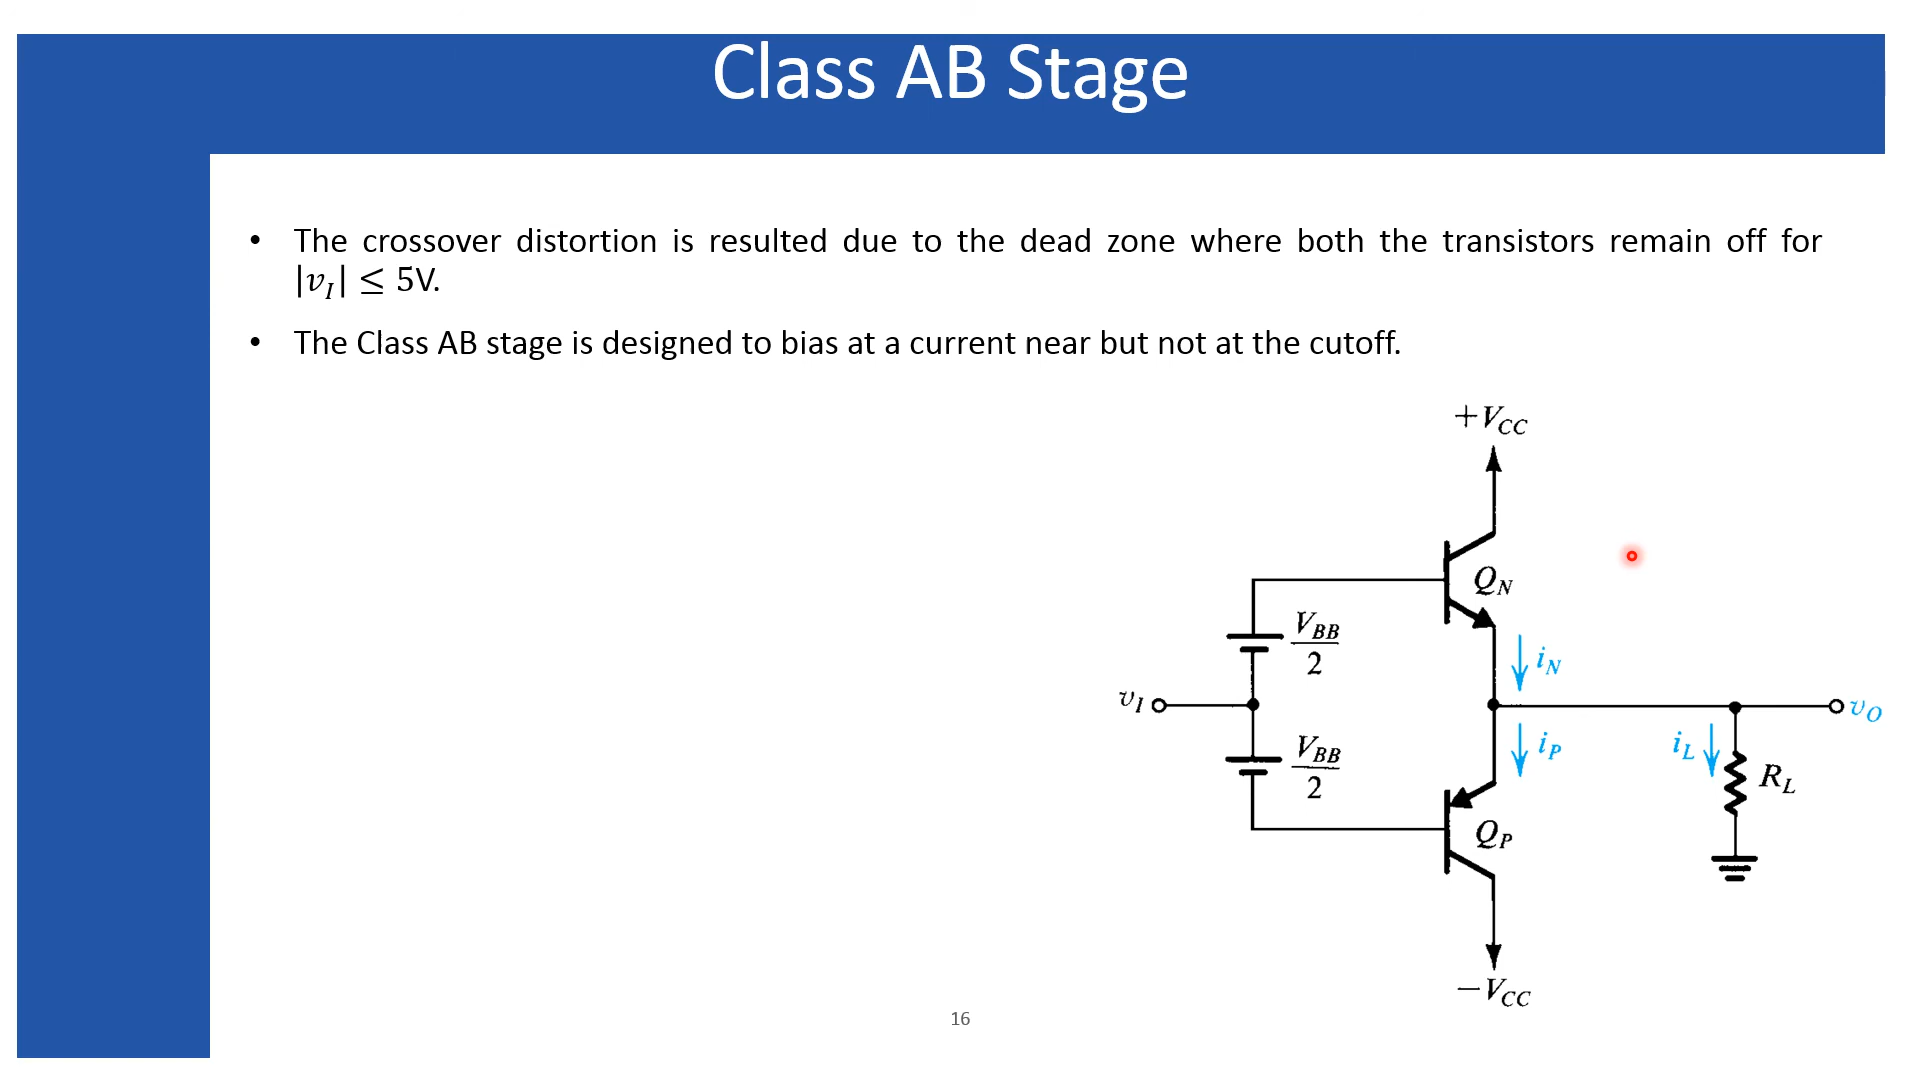 Class AB Stage
• The crossover distortion is resulted due to the dead zone where both the transistors remain off for
|v_I| ≤ 5V.
• The Class AB stage is designed to bias at a current near but not at the cutoff.
+V_CC
Q_N
V_BB
2
i_N
v_I
v_O
V_BB
2
i_P
i_L
R_L
Q_P
−V_CC
16